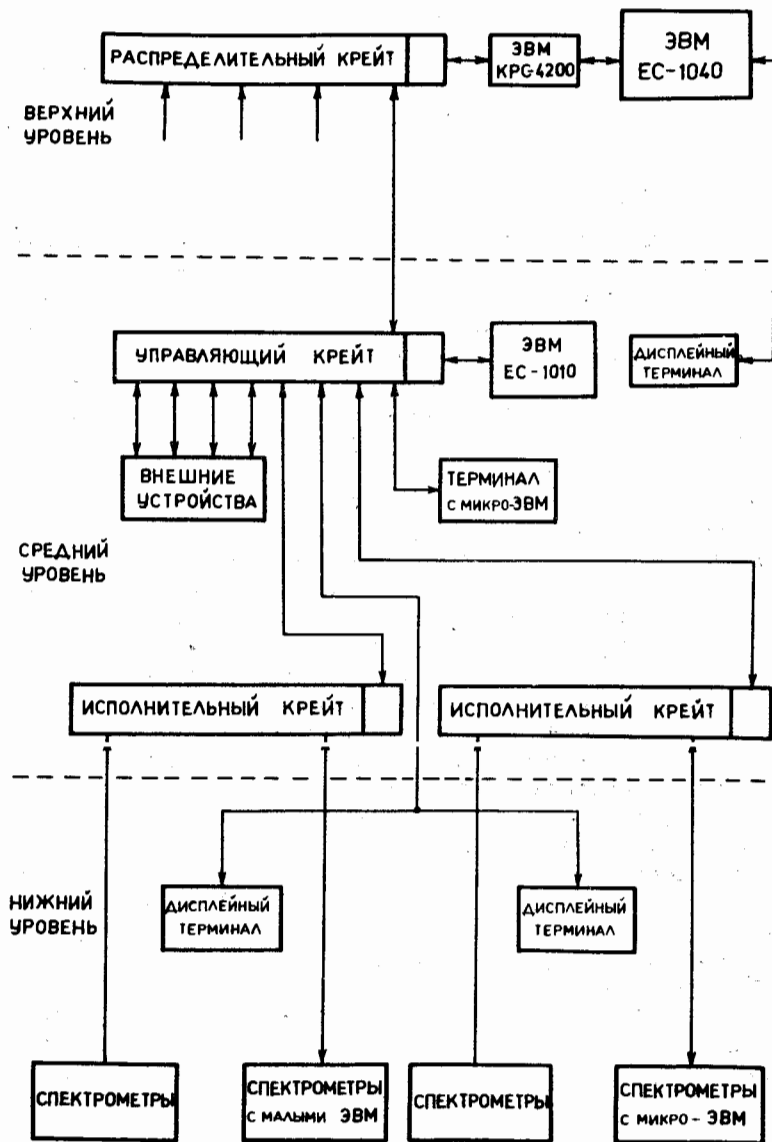 РАСПРЕДЕЛИТЕЛЬНЫЙ КРЕЙТ
ЭВМ
КРС-4200
ЭВМ
ЕС-1040
ВЕРХНИЙ
УРОВЕНЬ
УПРАВЛЯЮЩИЙ КРЕЙТ
ЭВМ
ЕС-1010
ДИСПЛЕЙНЫЙ
ТЕРМИНАЛ
ВНЕШНИЕ
УСТРОЙСТВА
ТЕРМИНАЛ
С МИКРО-ЭВМ
СРЕДНИЙ
УРОВЕНЬ
ИСПОЛНИТЕЛЬНЫЙ КРЕЙТ
ИСПОЛНИТЕЛЬНЫЙ КРЕЙТ
НИЖНИЙ
УРОВЕНЬ
ДИСПЛЕЙНЫЙ
ТЕРМИНАЛ
ДИСПЛЕЙНЫЙ
ТЕРМИНАЛ
СПЕКТРОМЕТРЫ
СПЕКТРОМЕТРЫ
С МАЛЫМИ ЭВМ
СПЕКТРОМЕТРЫ
СПЕКТРОМЕТРЫ
С МИКРО-ЭВМ